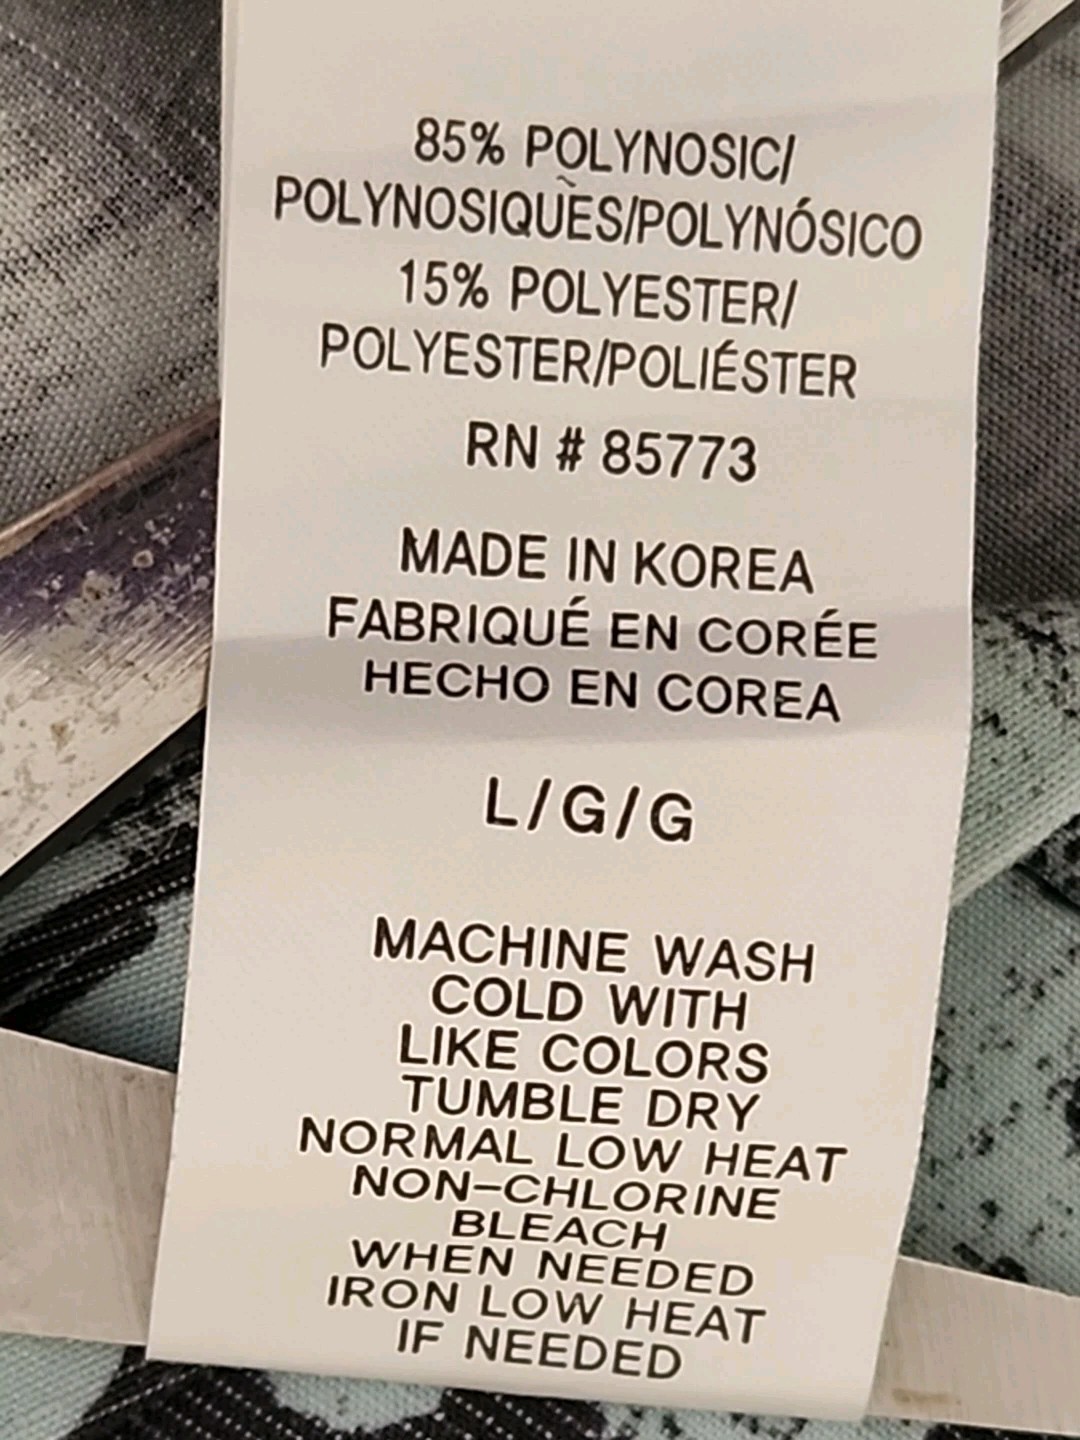 85% POLYNOSIC/
POLYNOSIQUES/POLYNÓSICO
15% POLYESTER/
POLYESTER/POLIÉSTER
RN # 85773
MADE IN KOREA
FABRIQUÉ EN CORÉE
HECHO EN COREA
L/G/G
MACHINE WASH
COLD WITH
LIKE COLORS
TUMBLE DRY
NORMAL LOW HEAT
NON-CHLORINE
BLEACH
WHEN NEEDED
IRON LOW HEAT
IF NEEDED